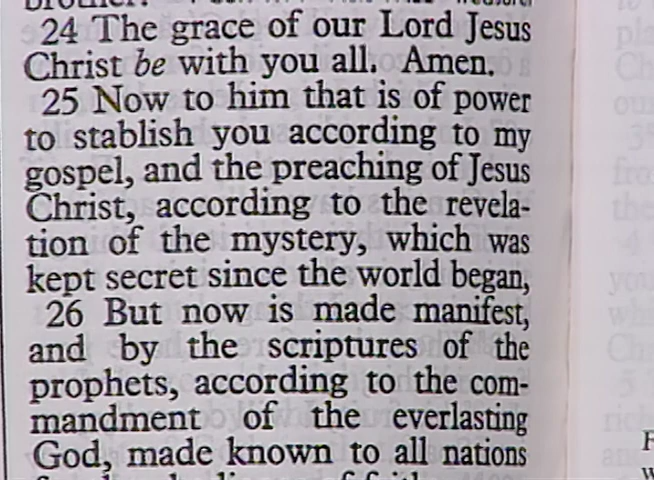 24 The grace of our Lord Jesus
Christ be with you all. Amen.
25 Now to him that is of power
to stablish you according to my
gospel, and the preaching of Jesus
Christ, according to the revela-
tion of the mystery, which was
kept secret since the world began,
26 But now is made manifest,
and by the scriptures of the
prophets, according to the com-
mandment of the everlasting
God, made known to all nations